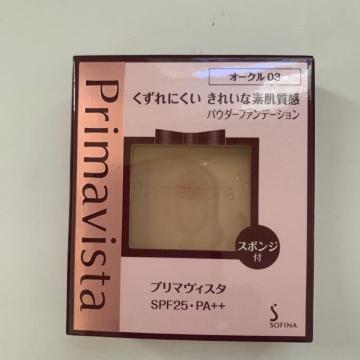 Primavista
オークル 03
くずれにくい きれいな素肌質感
パウダーファンデーション
Primavista
スポンジ
付
プリマヴィスタ
SPF25・PA++
SOFINA